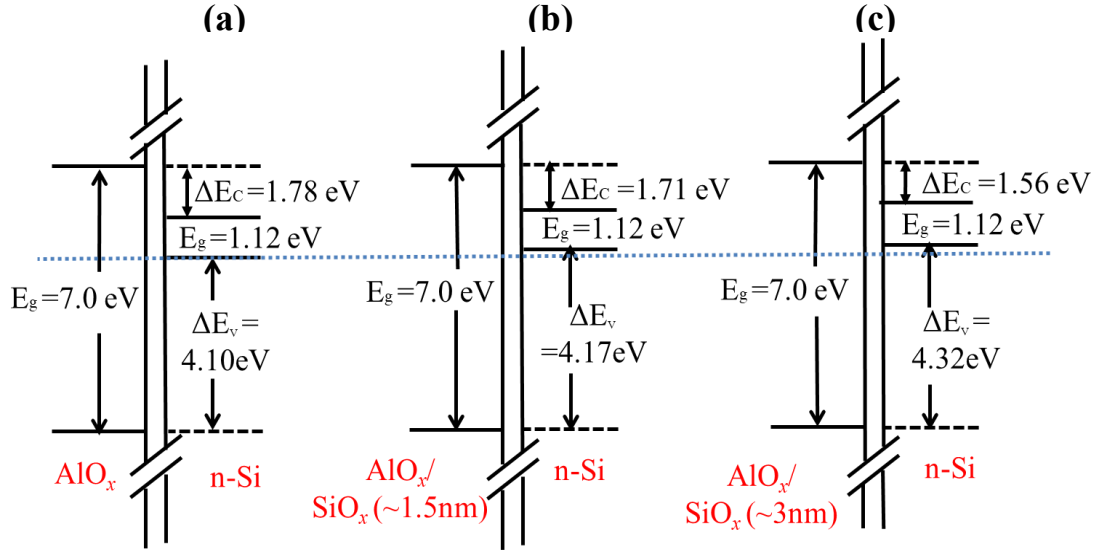 (a)
ΔEC =1.78 eV
Eg =1.12 eV
Eg =7.0 eV
ΔEv =
4.10eV
AlOx
n-Si
(b)
ΔEC =1.71 eV
Eg =1.12 eV
Eg =7.0 eV
ΔEv
=4.17eV
AlOx/
SiOx (~1.5nm)
n-Si
(c)
ΔEC =1.56 eV
Eg =1.12 eV
Eg =7.0 eV
ΔEv =
4.32eV
AlOx/
SiOx (~3nm)
n-Si